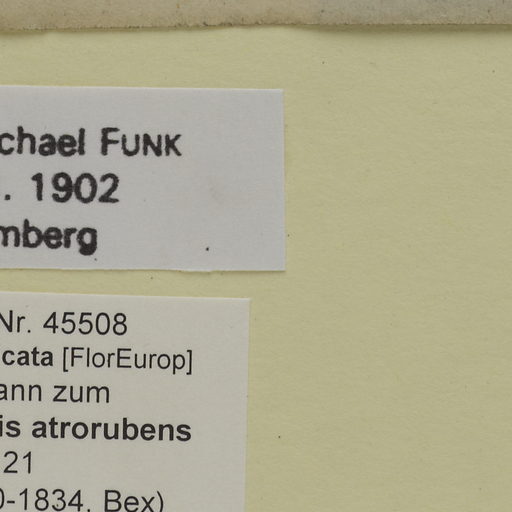 chael FUNK
. 1902
mberg
Nr. 45508
cata [FlorEurop]
ann zum
is atrorubens
21
0-1834, Bex)